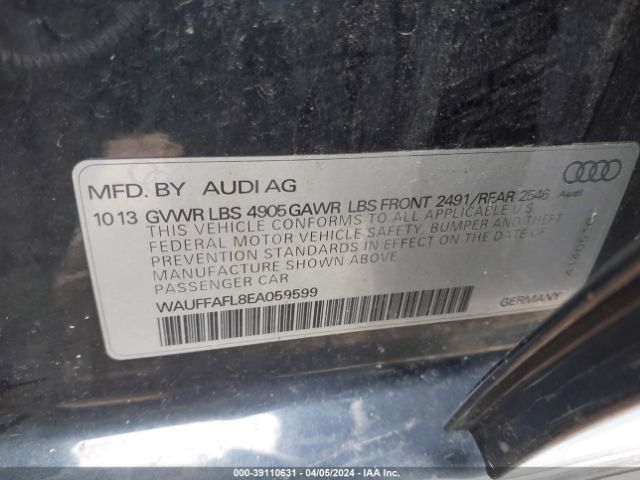 MFD. BY AUDI AG
Audi
10 13 GVWR LBS 4905 GAWR LBS FRONT 2491/REAR 2546
THIS VEHICLE CONFORMS TO ALL APPLICABLE U S
FEDERAL MOTOR VEHICLE SAFETY, BUMPER AND THEFT
PREVENTION STANDARDS IN EFFECT ON THE DATE OF
MANUFACTURE SHOWN ABOVE
PASSENGER CAR
WAUFFAFL8EA059599
GERMANY
000-39110631 - 04/05/2024 - IAA Inc.